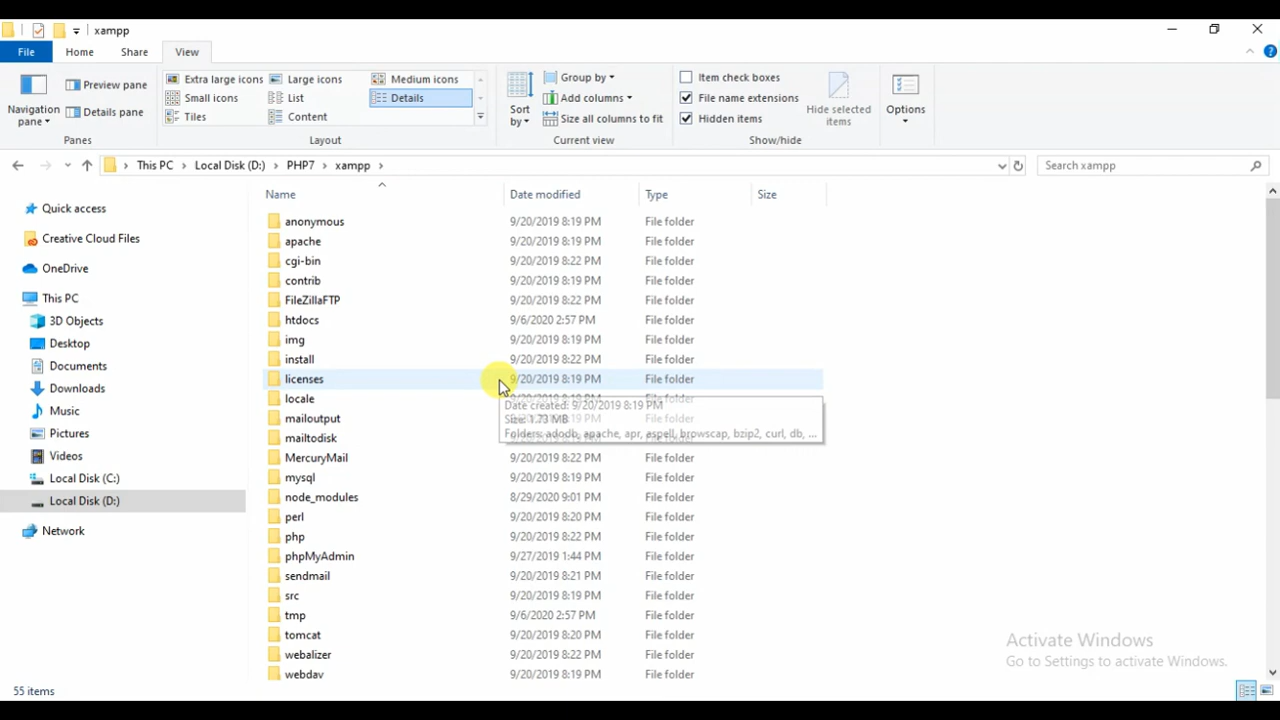 xampp
File Home Share View
Navigation pane
Preview pane
Details pane
Panes
Extra large icons Large icons Medium icons
Small icons List Details
Tiles Content
Layout
Sort by
Group by
Add columns
Size all columns to fit
Current view
Item check boxes
File name extensions
Hidden items
Hide selected items
Show/hide
Options
This PC Local Disk (D:) PHP7 xampp
Search xampp
Quick access
Creative Cloud Files
OneDrive
This PC
3D Objects
Desktop
Documents
Downloads
Music
Pictures
Videos
Local Disk (C:)
Local Disk (D:)
Network
Name Date modified Type Size
anonymous 9/20/2019 8:19 PM File folder
apache 9/20/2019 8:19 PM File folder
cgi-bin 9/20/2019 8:22 PM File folder
contrib 9/20/2019 8:19 PM File folder
FileZillaFTP 9/20/2019 8:22 PM File folder
htdocs 9/6/2020 2:57 PM File folder
img 9/20/2019 8:19 PM File folder
install 9/20/2019 8:22 PM File folder
licenses 9/20/2019 8:19 PM File folder
locale 9/20/2019 8:19 PM File folder
Date created: 9/20/2019 8:19 PM
Size: 1.73 MB
Folders: adodb, apache, apr, aspell, browscap, bzip2, curl, db, ...
mailoutput
mailtodisk
MercuryMail 9/20/2019 8:22 PM File folder
mysql 9/20/2019 8:19 PM File folder
node_modules 8/29/2020 9:01 PM File folder
perl 9/20/2019 8:20 PM File folder
php 9/20/2019 8:22 PM File folder
phpMyAdmin 9/27/2019 1:44 PM File folder
sendmail 9/20/2019 8:21 PM File folder
src 9/20/2019 8:19 PM File folder
tmp 9/6/2020 2:57 PM File folder
tomcat 9/20/2019 8:20 PM File folder
webalizer 9/20/2019 8:22 PM File folder
webdav 9/20/2019 8:19 PM File folder
Activate Windows
Go to Settings to activate Windows.
55 items